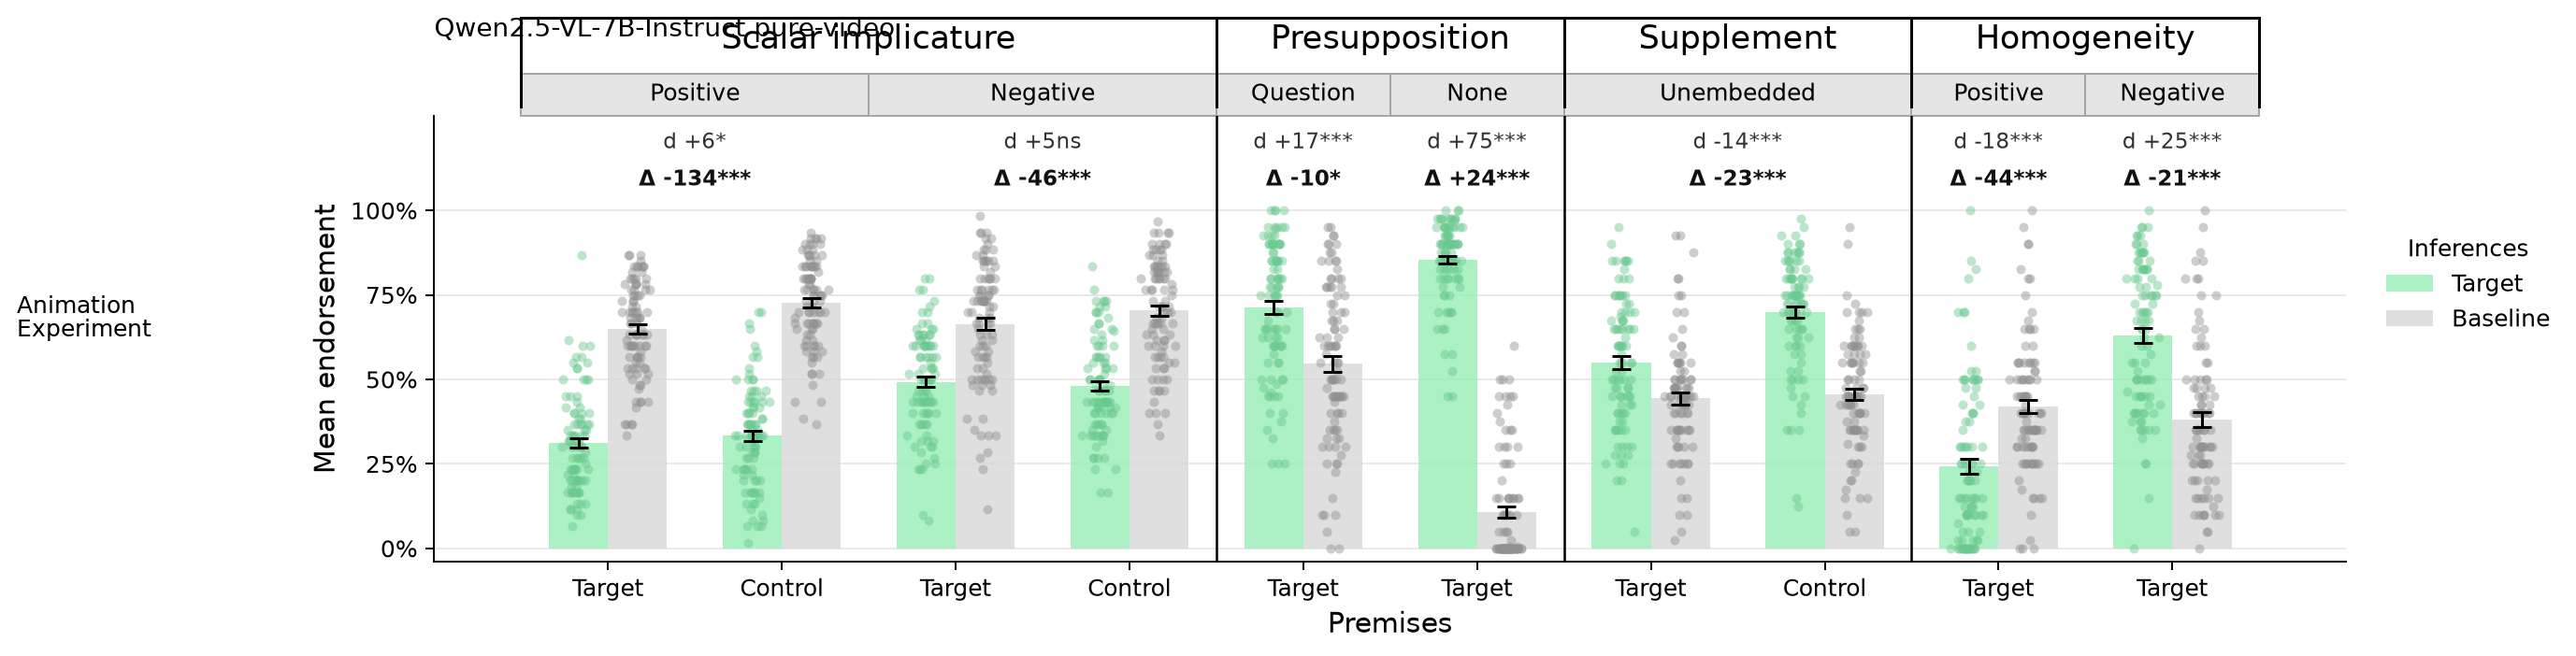 Qwen2.5-VL-7B-Instruct pure-video
Scalar implicature Presupposition Supplement Homogeneity
Positive Negative Question None Unembedded Positive Negative
d +6* d +5ns d +17*** d +75*** d -14*** d -18*** d +25***
Δ -134*** Δ -46*** Δ -10* Δ +24*** Δ -23*** Δ -44*** Δ -21***
Animation
Experiment
Mean endorsement
100%
75%
50%
25%
0%
Target Control Target Control Target Target Target Control Target Target
Premises
Inferences
Target
Baseline